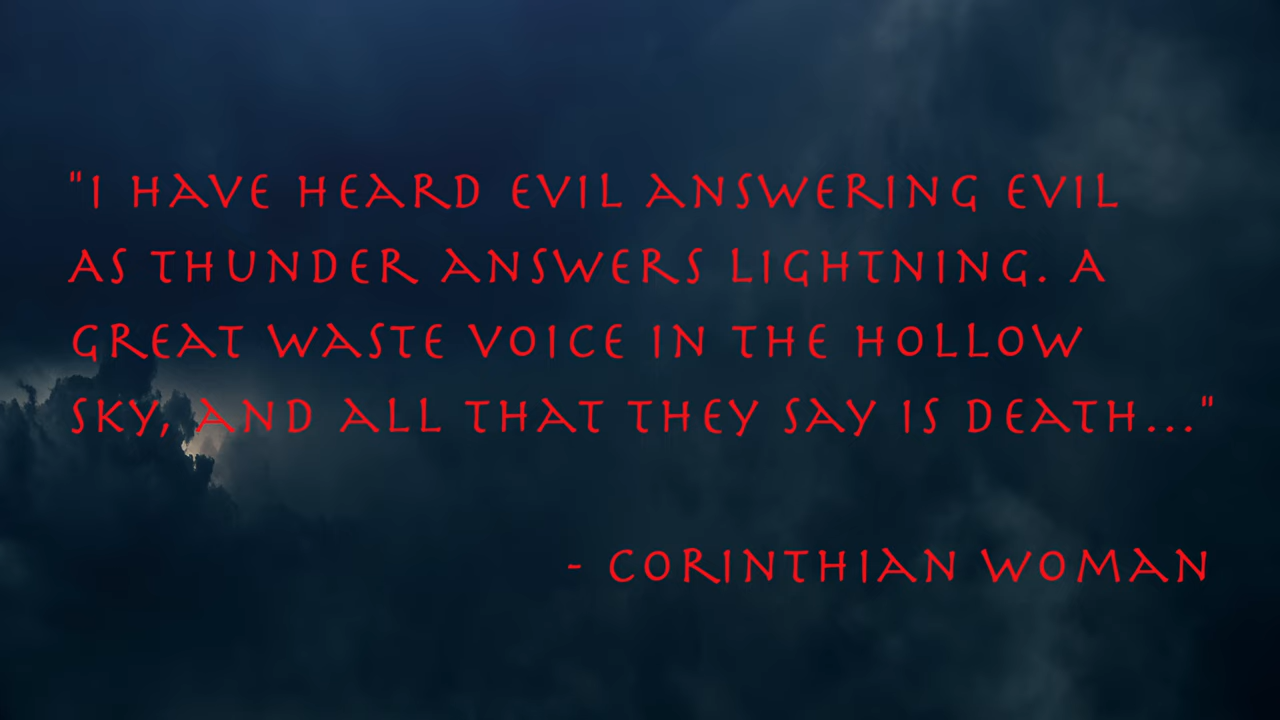 "I HAVE HEARD EVIL ANSWERING EVIL
AS THUNDER ANSWERS LIGHTNING. A
GREAT WASTE VOICE IN THE HOLLOW
SKY, AND ALL THAT THEY SAY IS DEATH..."
- CORINTHIAN WOMAN